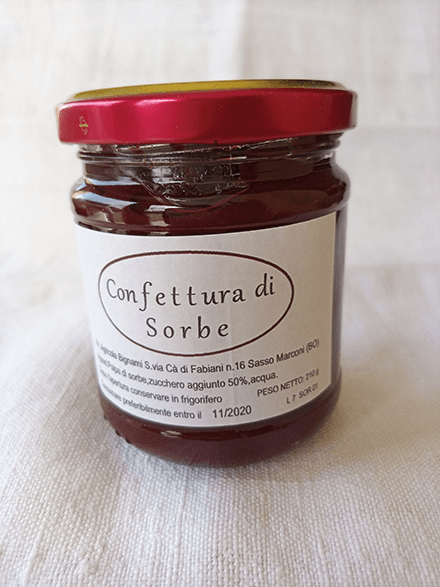 Confettura di
Sorbe
Agricola Bignami S.via Cà di Fabiani n.16 Sasso Marconi (BO)
Polpa di sorbe,zucchero aggiunto 50%,acqua.
l'apertura conservare in frigorifero
PESO NETTO: 210 g
preferibilmente entro il 11/2020
L 7 SOR 01